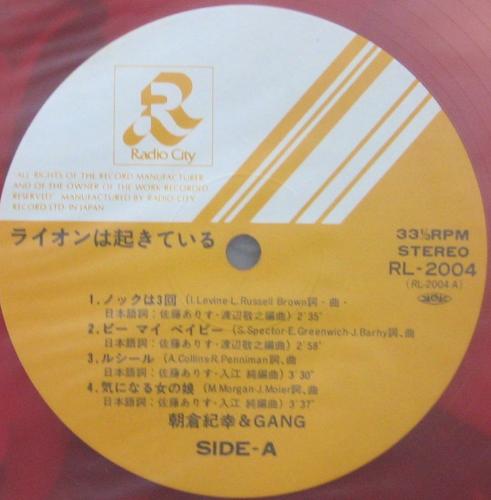 Radio City
"ALL RIGHTS OF THE RECORD MANUFACTURER
AND OF THE OWNER OF THE WORK RECORDED
RESERVED" MANUFACTURED BY RADIO CITY
RECORD LTD. IN JAPAN.
ライオンは起きている
33⅓RPM
STEREO
RL-2004
(RL-2004 A)
1. ノックは3回 (I.Levine-L.Russell Brown詞・曲・
日本語詞:佐藤ありす・渡辺敬之編曲) 2'35"
2. ビー マイ ベイビー (S.Spector-E.Greenwich-J.Barhy詞、曲
日本語詞:佐藤ありす・渡辺敬之編曲) 2'58"
3. ルシール (A.Collins-R.Penniman詞、曲
日本語詞:佐藤ありす・入江 純編曲) 3'30"
4. 気になる女の娘 (M.Morgan-J.Moier詞、曲
日本語詞:佐藤ありす・入江 純編曲) 3'37"
朝倉紀幸&GANG
SIDE-A